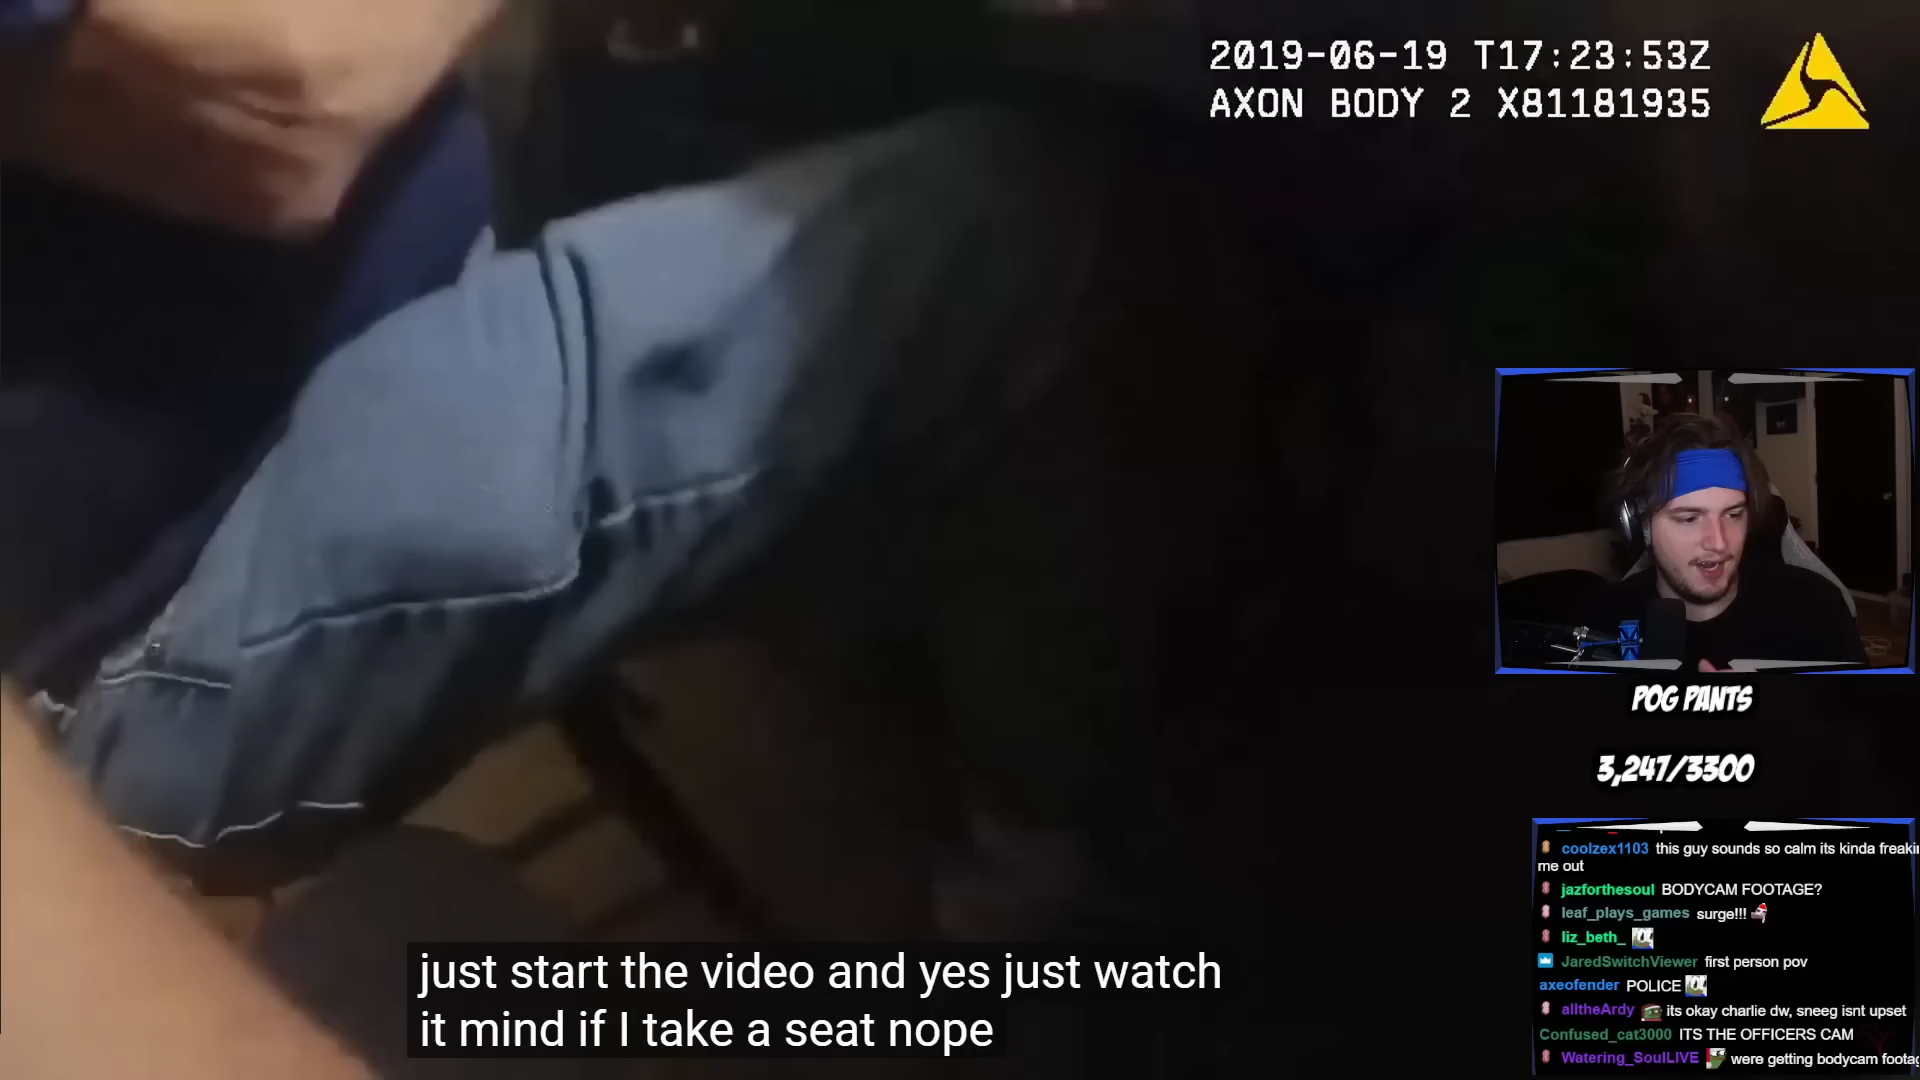 2019-06-19 T17:23:53Z
AXON BODY 2 X81181935
POG PANTS
3,247/3300
coolzex1103 this guy sounds so calm its kinda freaki
me out
jazforthesoul BODYCAM FOOTAGE?
leaf_plays_games surge!!!
liz_beth_
JaredSwitchViewer first person pov
axeofender POLICE
alltheArdy its okay charlie dw, sneeg isnt upset
Confused_cat3000 ITS THE OFFICERS CAM
Watering_SoulLIVE were getting bodycam footag
just start the video and yes just watch
it mind if I take a seat nope